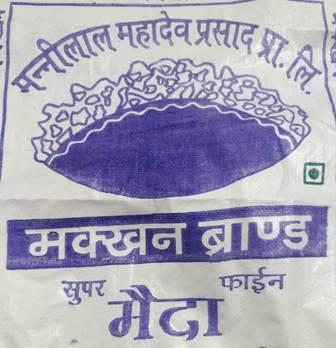 मन्नीलाल महादेव प्रसाद प्रा. लि.
मक्खन ब्राण्ड
सुपर फाईन
मैदा